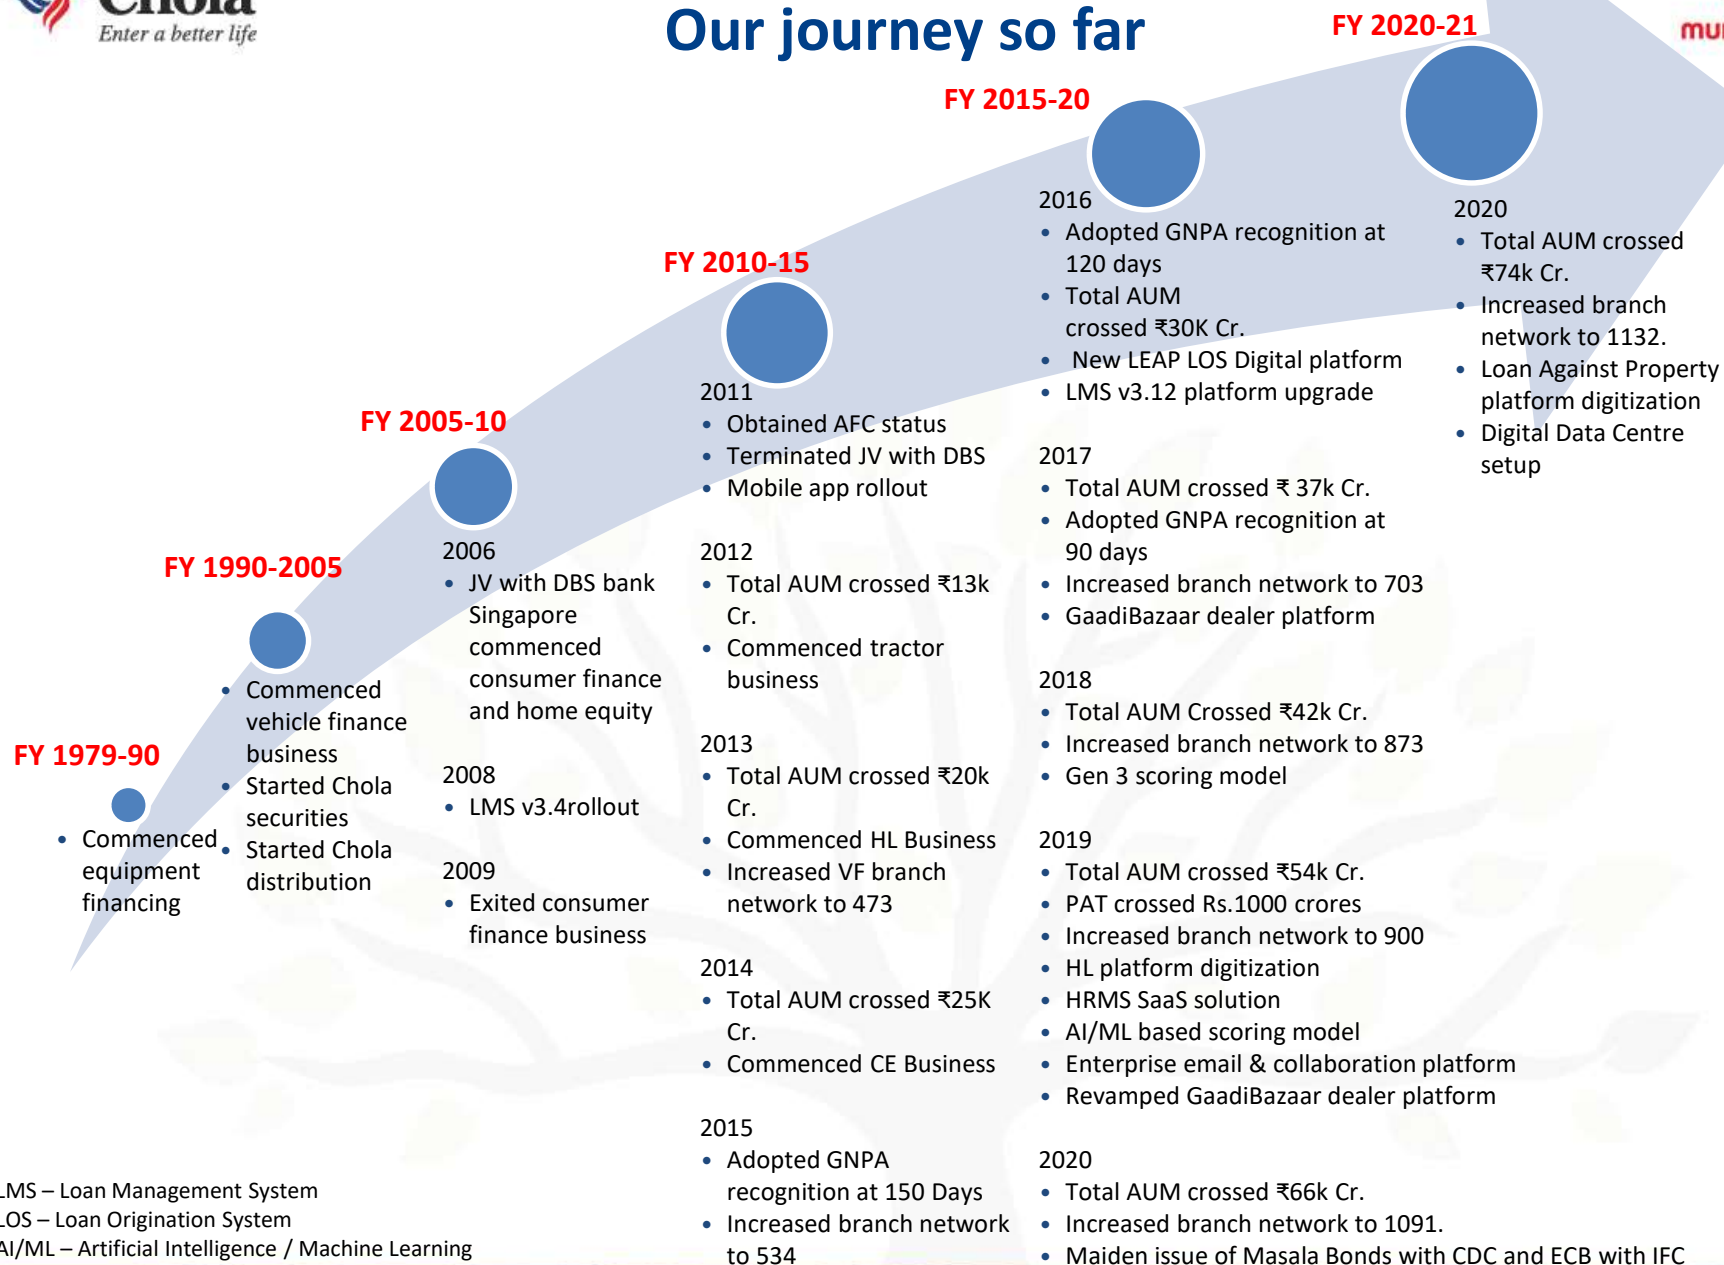 Chola
Enter a better life
Our journey so far
FY 1979-90
• Commenced
equipment
financing
FY 1990-2005
• Commenced
vehicle finance
business
• Started Chola
securities
• Started Chola
distribution
FY 2005-10
2006
• JV with DBS bank
Singapore
commenced
consumer finance
and home equity
2008
• LMS v3.4rollout
2009
• Exited consumer
finance business
FY 2010-15
2011
• Obtained AFC status
• Terminated JV with DBS
• Mobile app rollout
2012
• Total AUM crossed ₹13k
Cr.
• Commenced tractor
business
2013
• Total AUM crossed ₹20k
Cr.
• Commenced HL Business
• Increased VF branch
network to 473
2014
• Total AUM crossed ₹25K
Cr.
• Commenced CE Business
2015
• Adopted GNPA
recognition at 150 Days
• Increased branch network
to 534
FY 2015-20
2016
• Adopted GNPA recognition at
120 days
• Total AUM
crossed ₹30K Cr.
• New LEAP LOS Digital platform
• LMS v3.12 platform upgrade
2017
• Total AUM crossed ₹ 37k Cr.
• Adopted GNPA recognition at
90 days
• Increased branch network to 703
• GaadiBazaar dealer platform
2018
• Total AUM Crossed ₹42k Cr.
• Increased branch network to 873
• Gen 3 scoring model
2019
• Total AUM crossed ₹54k Cr.
• PAT crossed Rs.1000 crores
• Increased branch network to 900
• HL platform digitization
• HRMS SaaS solution
• AI/ML based scoring model
• Enterprise email & collaboration platform
• Revamped GaadiBazaar dealer platform
2020
• Total AUM crossed ₹66k Cr.
• Increased branch network to 1091.
• Maiden issue of Masala Bonds with CDC and ECB with IFC
FY 2020-21
2020
• Total AUM crossed
₹74k Cr.
• Increased branch
network to 1132.
• Loan Against Property
platform digitization
• Digital Data Centre
setup
LMS – Loan Management System
LOS – Loan Origination System
AI/ML – Artificial Intelligence / Machine Learning